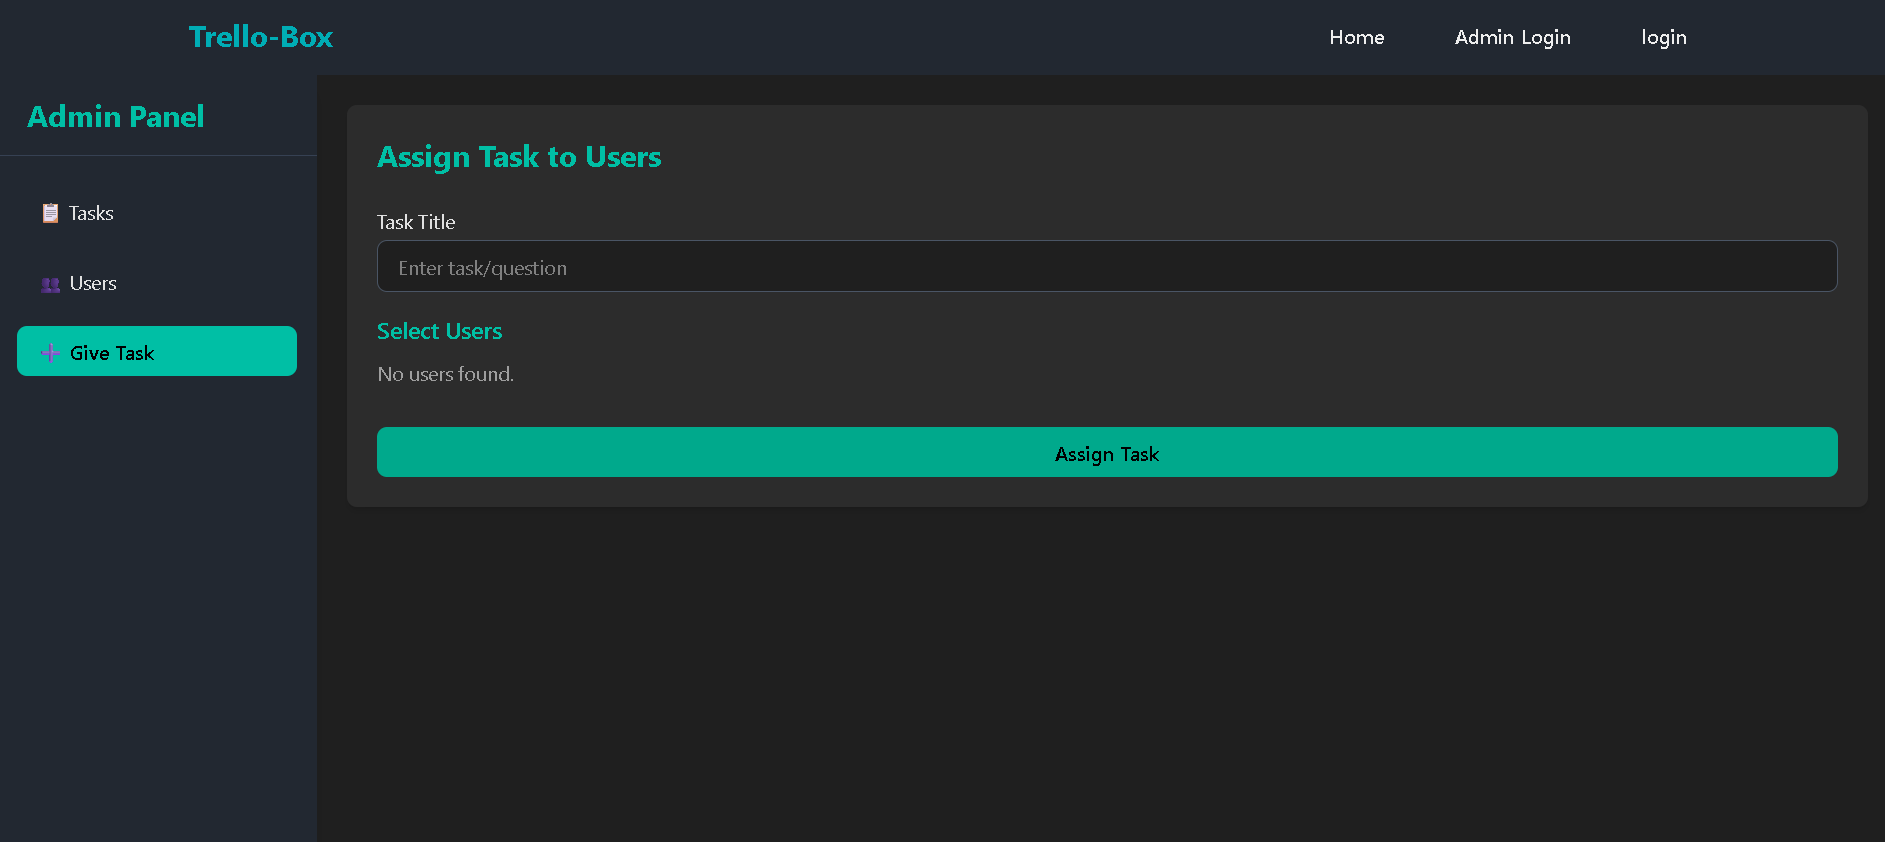 Trello-Box
Home
Admin Login
login
Admin Panel
Tasks
Users
Give Task
Assign Task to Users
Task Title
Enter task/question
Select Users
No users found.
Assign Task